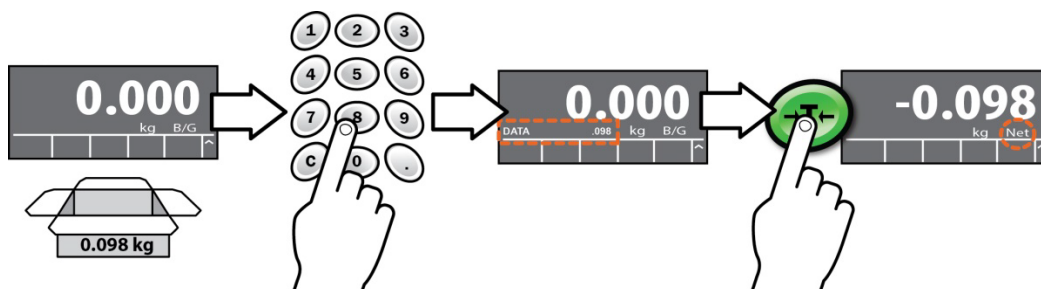 0.000
kg B/G
0.098 kg
1 2 3
4 5 6
7 8 9
C 0 .
0.000
DATA .098 kg B/G
T
-0.098
kg Net